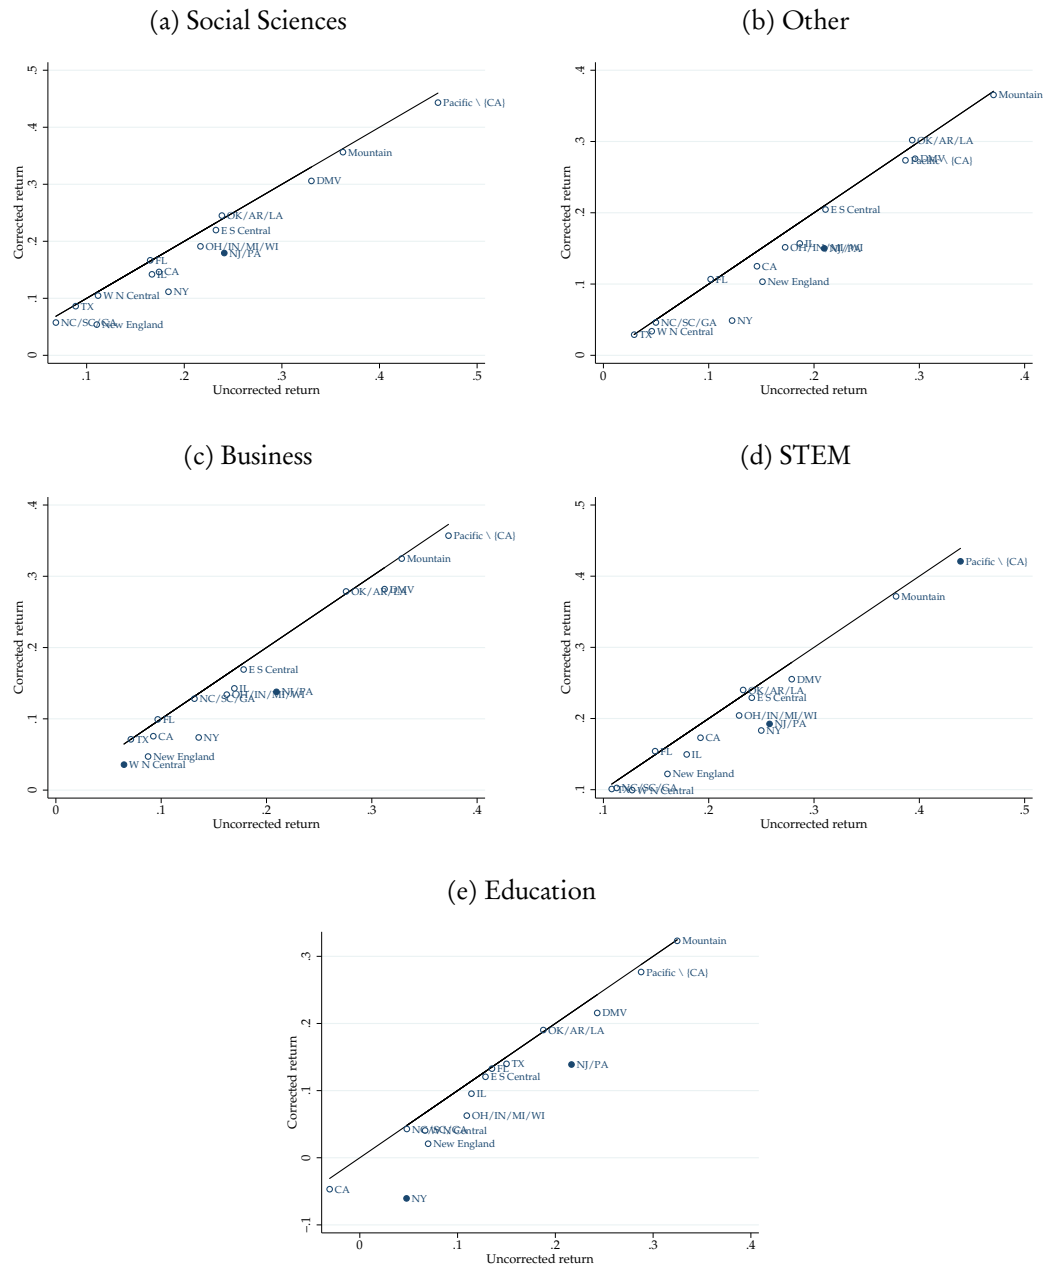 (a) Social Sciences
Corrected return
.5
.4
.3
.2
.1
0
Pacific \ {CA}
Mountain
DMV
OK/AR/LA
E S Central
OH/IN/MI/WI
NJ/PA
FL
CA
IL
NY
W N Central
TX
NC/SC/GA
New England
.1
.2
.3
.4
.5
Uncorrected return
(b) Other
Corrected return
.4
.3
.2
.1
0
Mountain
OK/AR/LA
DMV
Pacific \ {CA}
E S Central
IL
OH/IN/MI/WI
NJ/PA
CA
FL
New England
NC/SC/GA
NY
TX
W N Central
0
.1
.2
.3
.4
Uncorrected return
(c) Business
Corrected return
.4
.3
.2
.1
0
Pacific \ {CA}
Mountain
OK/AR/LA
DMV
E S Central
IL
OH/IN/MI/WI
NJ/PA
NC/SC/GA
FL
TX
CA
NY
New England
W N Central
0
.1
.2
.3
.4
Uncorrected return
(d) STEM
Corrected return
.5
.4
.3
.2
.1
Pacific \ {CA}
Mountain
DMV
OK/AR/LA
E S Central
OH/IN/MI/WI
NJ/PA
NY
CA
FL
IL
New England
NC/SC/GA
TX
W N Central
.1
.2
.3
.4
.5
Uncorrected return
(e) Education
Corrected return
.3
.2
.1
0
-.1
Mountain
Pacific \ {CA}
DMV
OK/AR/LA
TX
NJ/PA
FL
E S Central
IL
OH/IN/MI/WI
NC/SC/GA
W N Central
New England
CA
NY
0
.1
.2
.3
.4
Uncorrected return